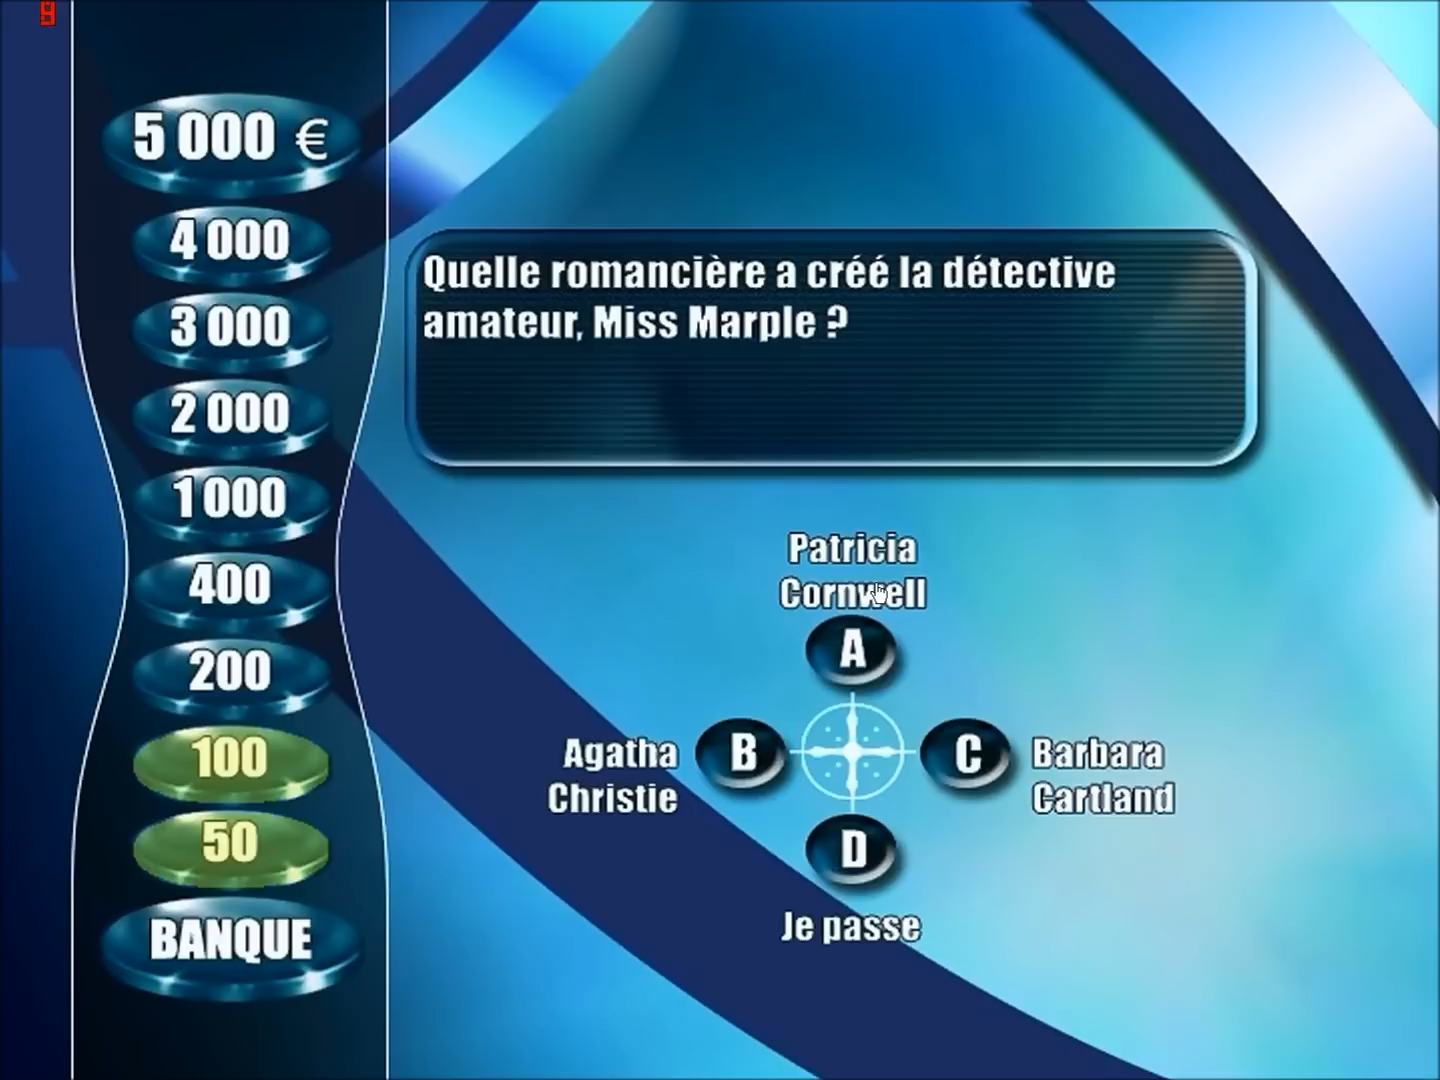 9
5 000 €
4 000
3 000
2 000
1 000
400
200
100
50
BANQUE
Quelle romancière a créé la détective
amateur, Miss Marple ?
Patricia
Cornwell
A
Agatha
Christie
B
C
Barbara
Cartland
D
Je passe